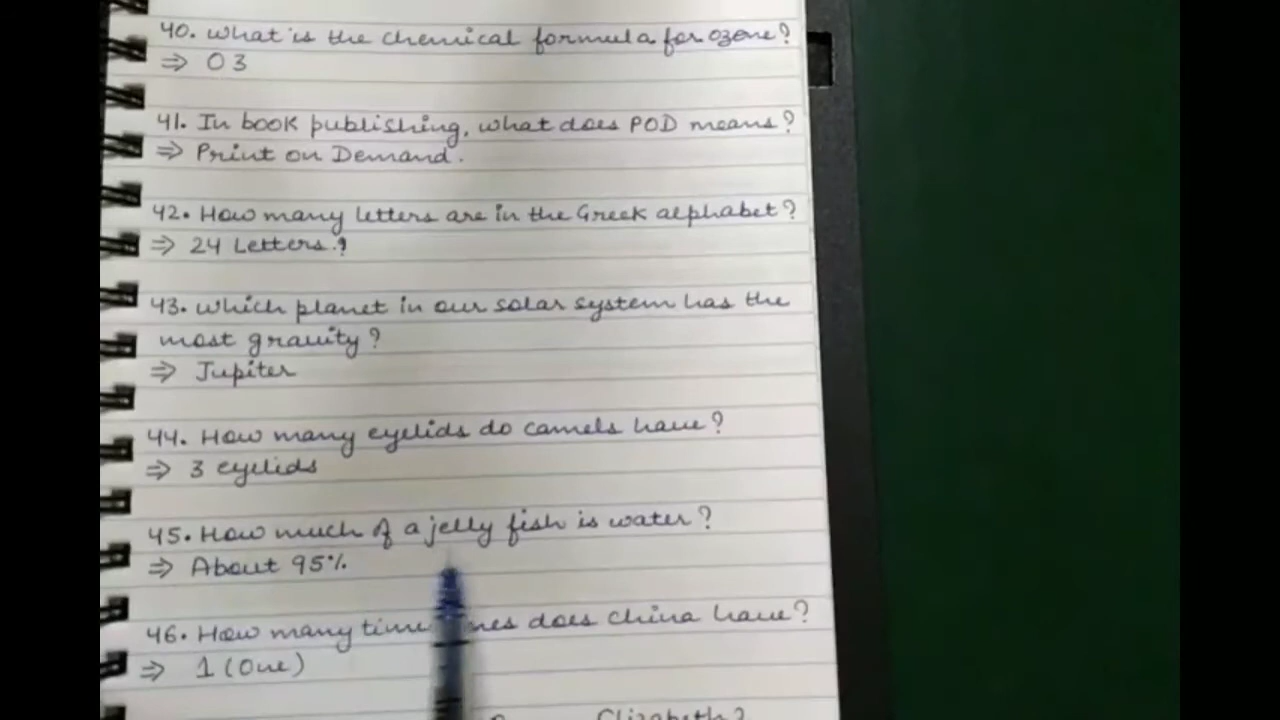 40. What is the chemical formula for ozone?
⇒ O3
41. In book publishing, what does POD means?
⇒ Print on Demand.
42. How many letters are in the Greek alphabet?
⇒ 24 Letters.
43. Which planet in our solar system has the
most gravity?
⇒ Jupiter
44. How many eyelids do camels have?
⇒ 3 eyelids
45. How much of a jelly fish is water?
⇒ About 95%
46. How many time does China have?
⇒ 1 (One)
Elizabeth?